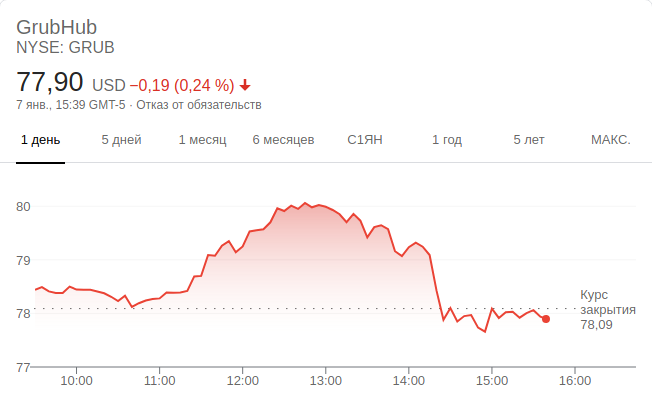 GrubHub
NYSE: GRUB
77,90 USD −0,19 (0,24 %)
7 янв., 15:39 GMT-5 · Отказ от обязательств
1 день 5 дней 1 месяц 6 месяцев С1ЯН 1 год 5 лет МАКС.
80
79
Курс
закрытия
78
78,09
77
10:00 11:00 12:00 13:00 14:00 15:00 16:00